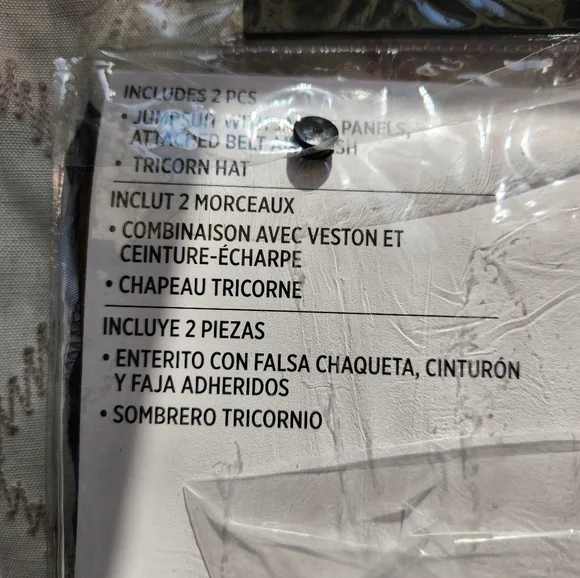 INCLUDES 2 PCS
• JUMPSUIT PANELS,
ATTACHED BELT
• TRICORN HAT
INCLUT 2 MORCEAUX
• COMBINAISON AVEC VESTON ET
CEINTURE-ÉCHARPE
• CHAPEAU TRICORNE
INCLUYE 2 PIEZAS
• ENTERITO CON FALSA CHAQUETA, CINTURÓN
Y FAJA ADHERIDOS
• SOMBRERO TRICORNIO